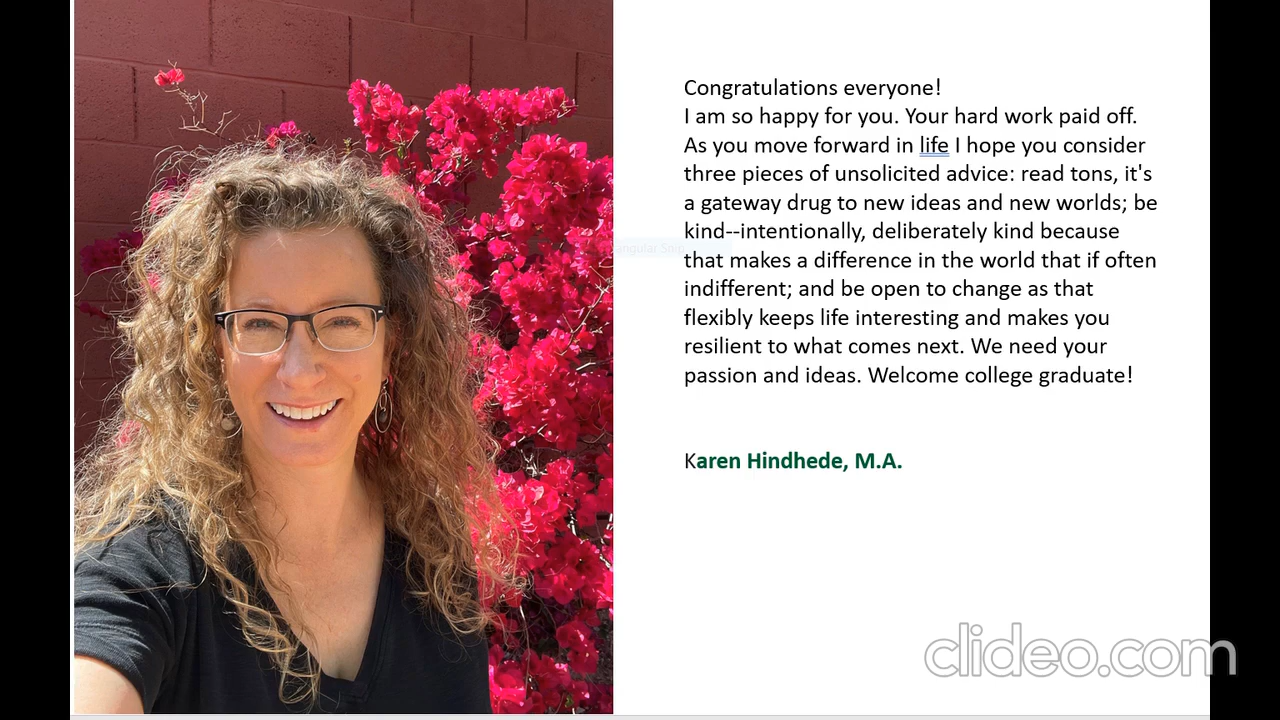 Congratulations everyone!
I am so happy for you. Your hard work paid off.
As you move forward in life I hope you consider
three pieces of unsolicited advice: read tons, it's
a gateway drug to new ideas and new worlds; be
kind--intentionally, deliberately kind because
that makes a difference in the world that if often
indifferent; and be open to change as that
flexibly keeps life interesting and makes you
resilient to what comes next. We need your
passion and ideas. Welcome college graduate!
Karen Hindhede, M.A.
clideo.com